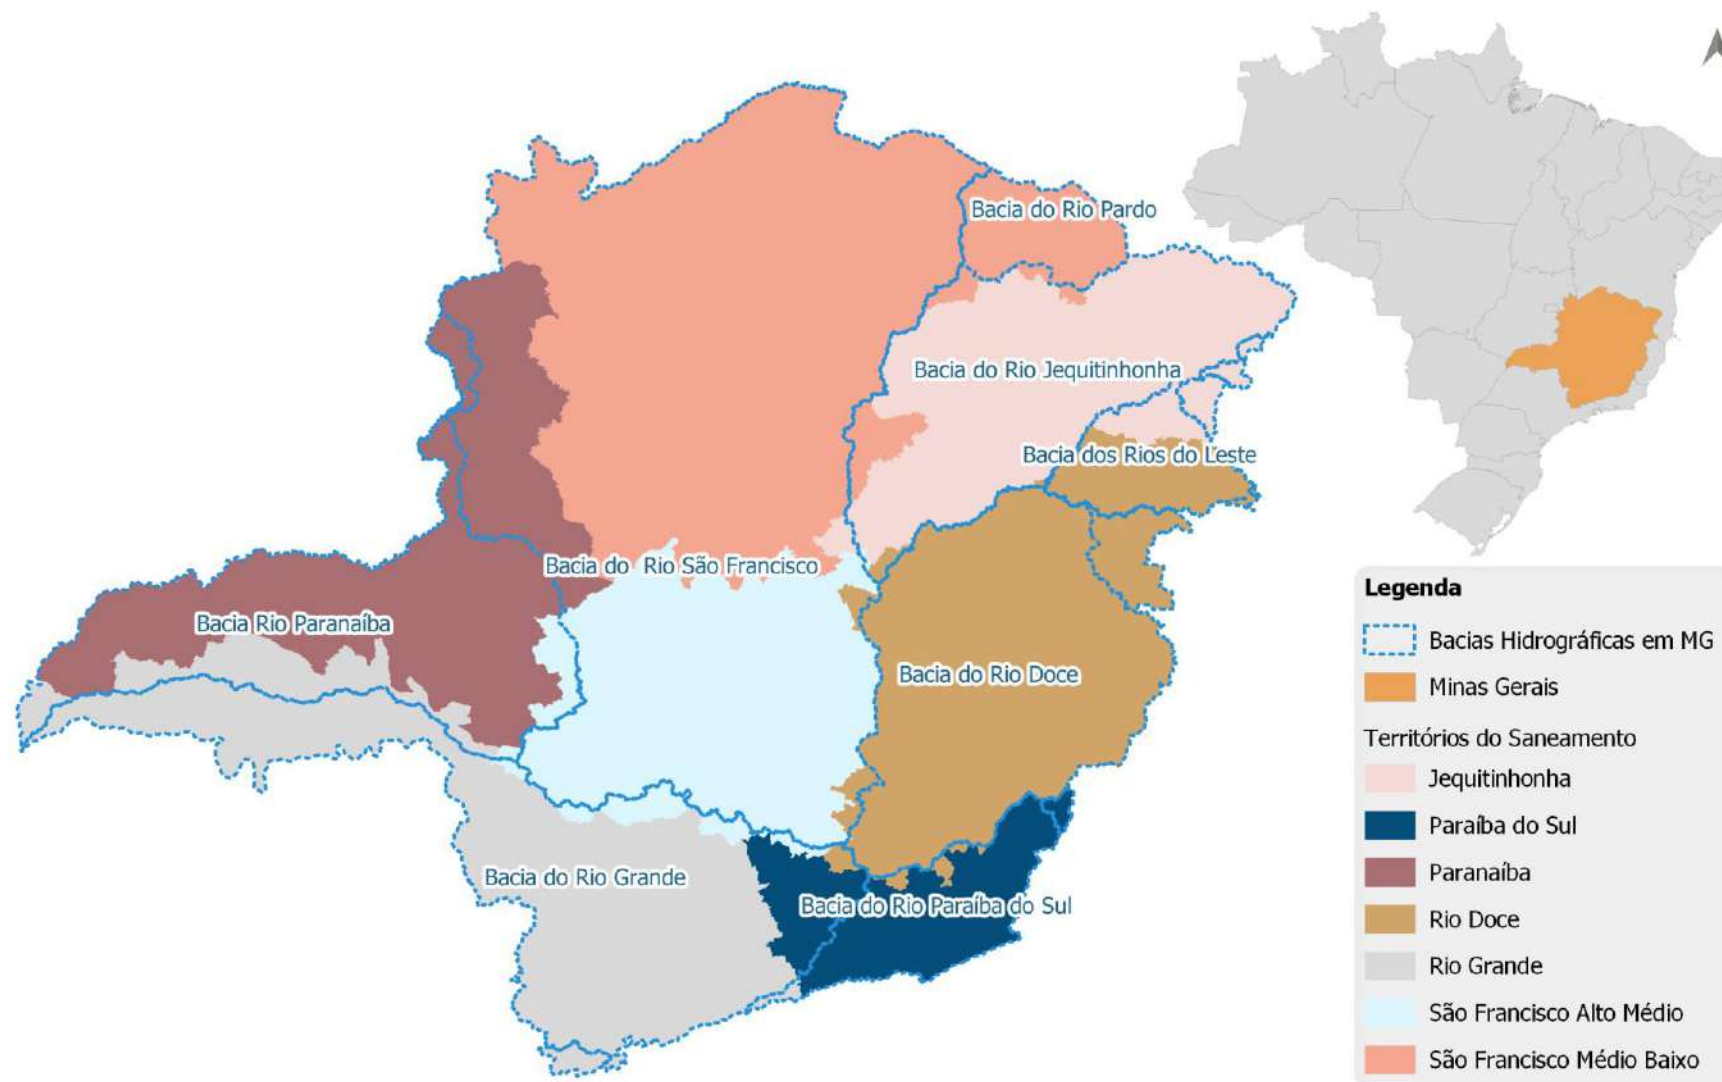 Bacia do Rio Pardo
Bacia do Rio Jequitinhonha
Bacia dos Rios do Leste
Bacia do Rio São Francisco
Bacia Rio Paranaíba
Bacia do Rio Doce
Bacia do Rio Grande
Bacia do Rio Paraíba do Sul
Legenda
Bacias Hidrográficas em MG
Minas Gerais
Territórios do Saneamento
Jequitinhonha
Paraíba do Sul
Paranaíba
Rio Doce
Rio Grande
São Francisco Alto Médio
São Francisco Médio Baixo